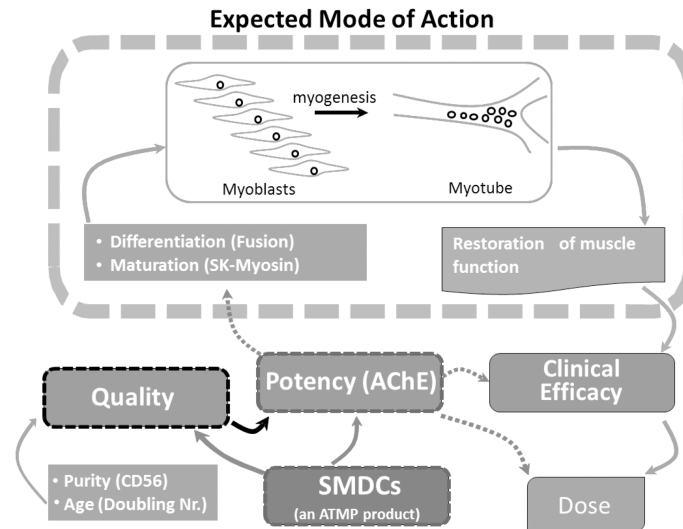 Expected Mode of Action
myogenesis
Myoblasts
Myotube
• Differentiation (Fusion)
• Maturation (SK-Myosin)
Restoration of muscle
function
Quality
Potency (AChE)
Clinical
Efficacy
• Purity (CD56)
• Age (Doubling Nr.)
SMDCs
(an ATMP product)
Dose